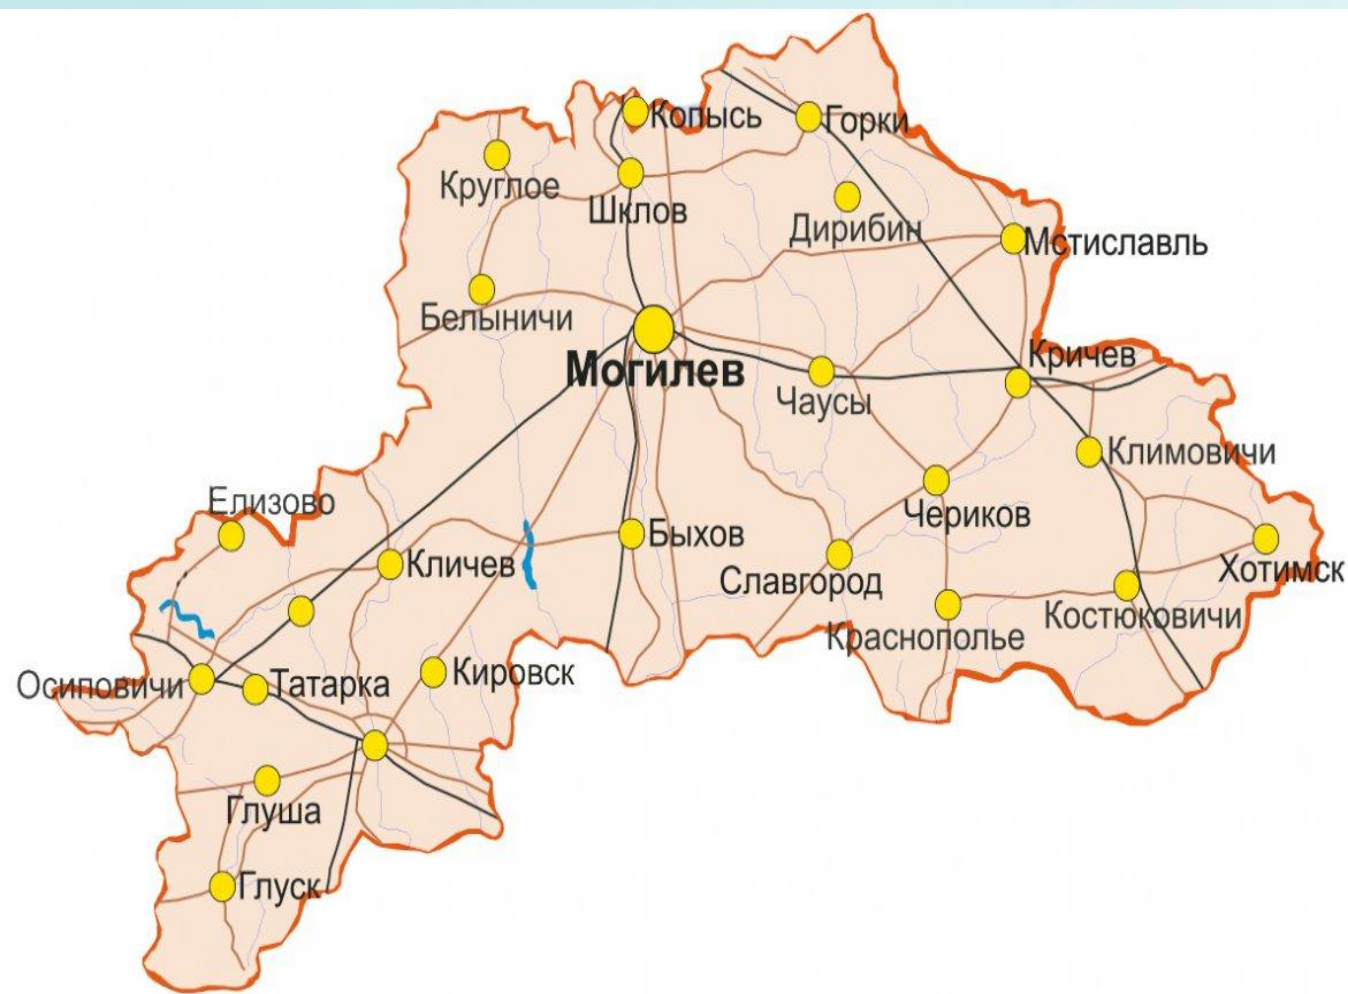 Копысь
Горки
Круглое
Шклов
Дирибин
Мстиславль
Белыничи
Могилев
Кричев
Чаусы
Климовичи
Елизово
Чериков
Быхов
Кличев
Славгород
Хотимск
Костюковичи
Краснополье
Кировск
Осиповичи
Татарка
Глуша
Глуск